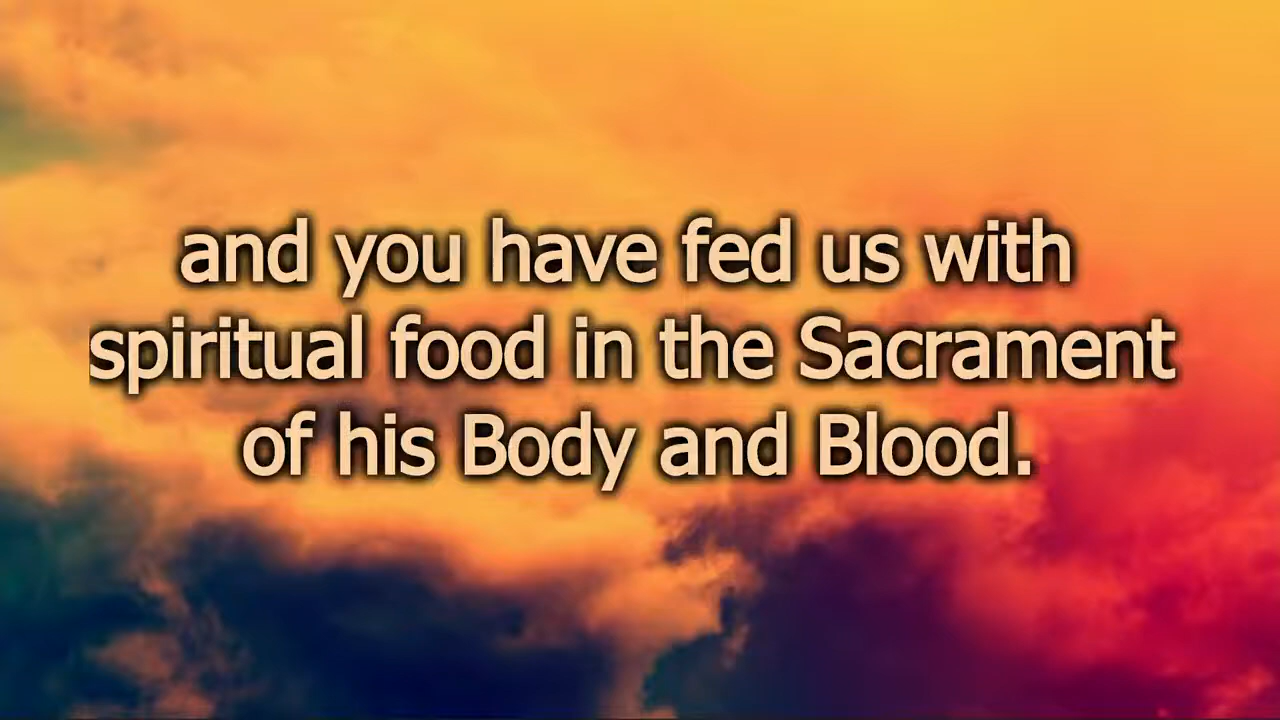 and you have fed us with
spiritual food in the Sacrament
of his Body and Blood.